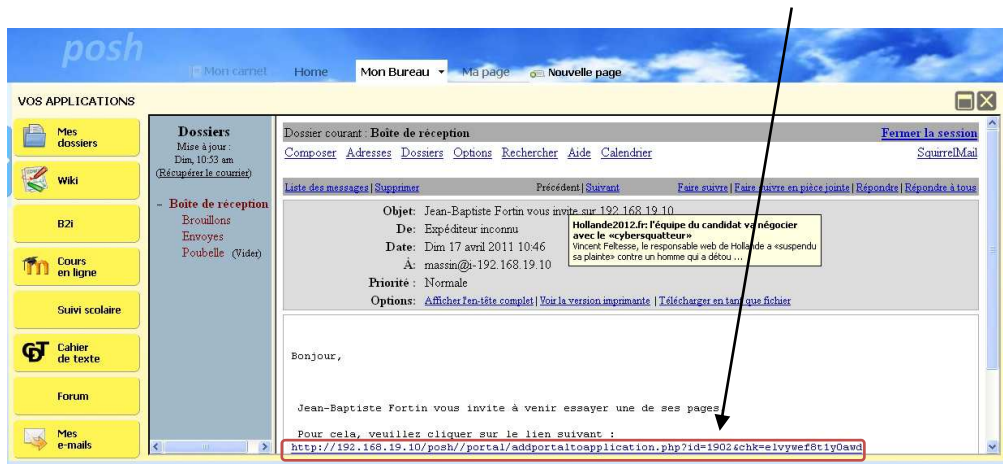 posh
Mon carnet Home Mon Bureau Ma page Nouvelle page
VOS APPLICATIONS
Mes dossiers
Wiki
B2i
Cours en ligne
Suivi scolaire
CDT Cahier de texte
Forum
Mes e-mails
Dossiers
Mise à jour :
Dim, 10:53 am
(Récupérer le courrier)
- Boîte de réception
Brouillons
Envoyes
Poubelle (Vider)
Dossier courant : Boîte de réception Fermer la session
Composer Adresses Dossiers Options Rechercher Aide Calendrier SquirrelMail
Liste des messages | Supprimer Précédent | Suivant Faire suivre | Faire suivre en pièce jointe | Répondre | Répondre à tous
Objet: Jean-Baptiste Fortin vous invite sur 192.168.19.10
De: Expéditeur inconnu
Date: Dim 17 avril 2011 10:46
À: massin@i-192.168.19.10
Priorité : Normale
Options: Afficher l'en-tête complet | Voir la version imprimante | Télécharger en tant que fichier
Hollande2012.fr: l'équipe du candidat va négocier
avec le «cybersquatteur»
Vincent Feltesse, le responsable web de Hollande a «suspendu
sa plainte» contre un homme qui a détou ...
Bonjour,
Jean-Baptiste Fortin vous invite à venir essayer une de ses pages
Pour cela, veuillez cliquer sur le lien suivant :
http://192.168.19.10/posh//portal/addportaltoapplication.php?id=1902&chk=elvywef8t1y0awd